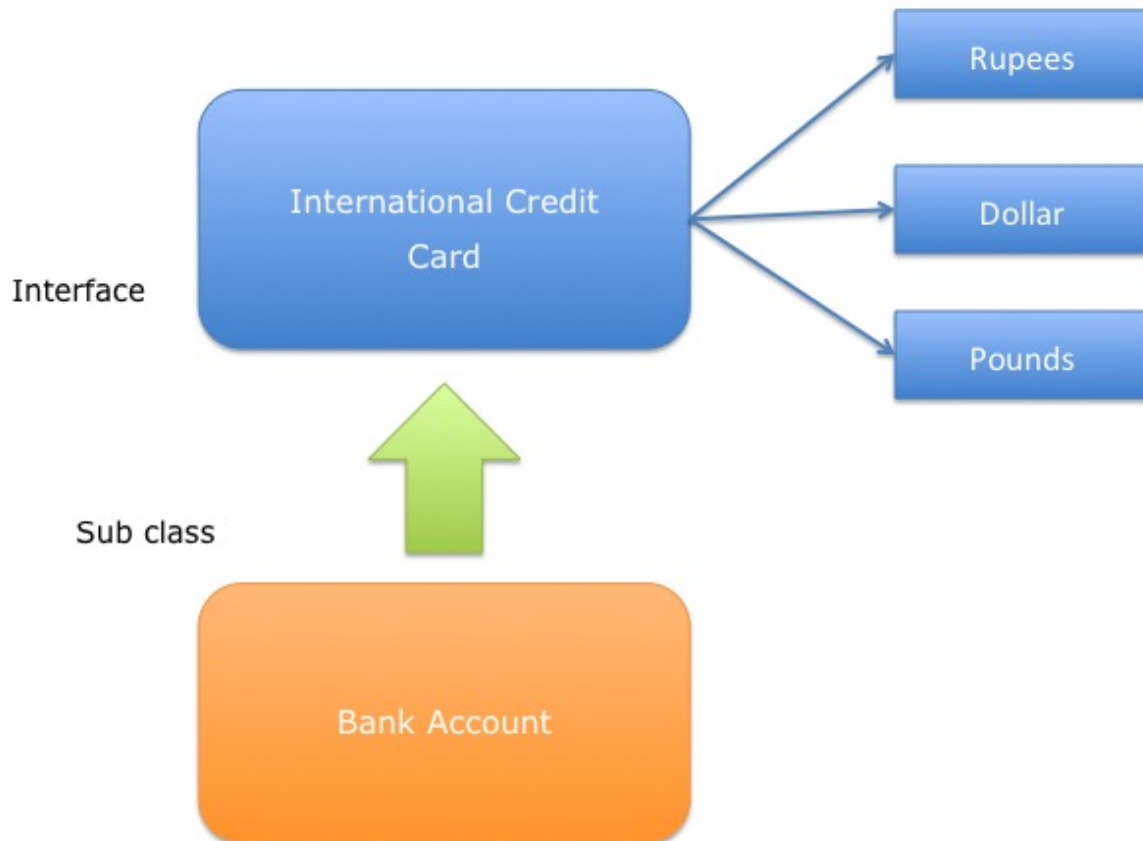 Rupees
International Credit
Card
Dollar
Interface
Pounds
Sub class
Bank Account